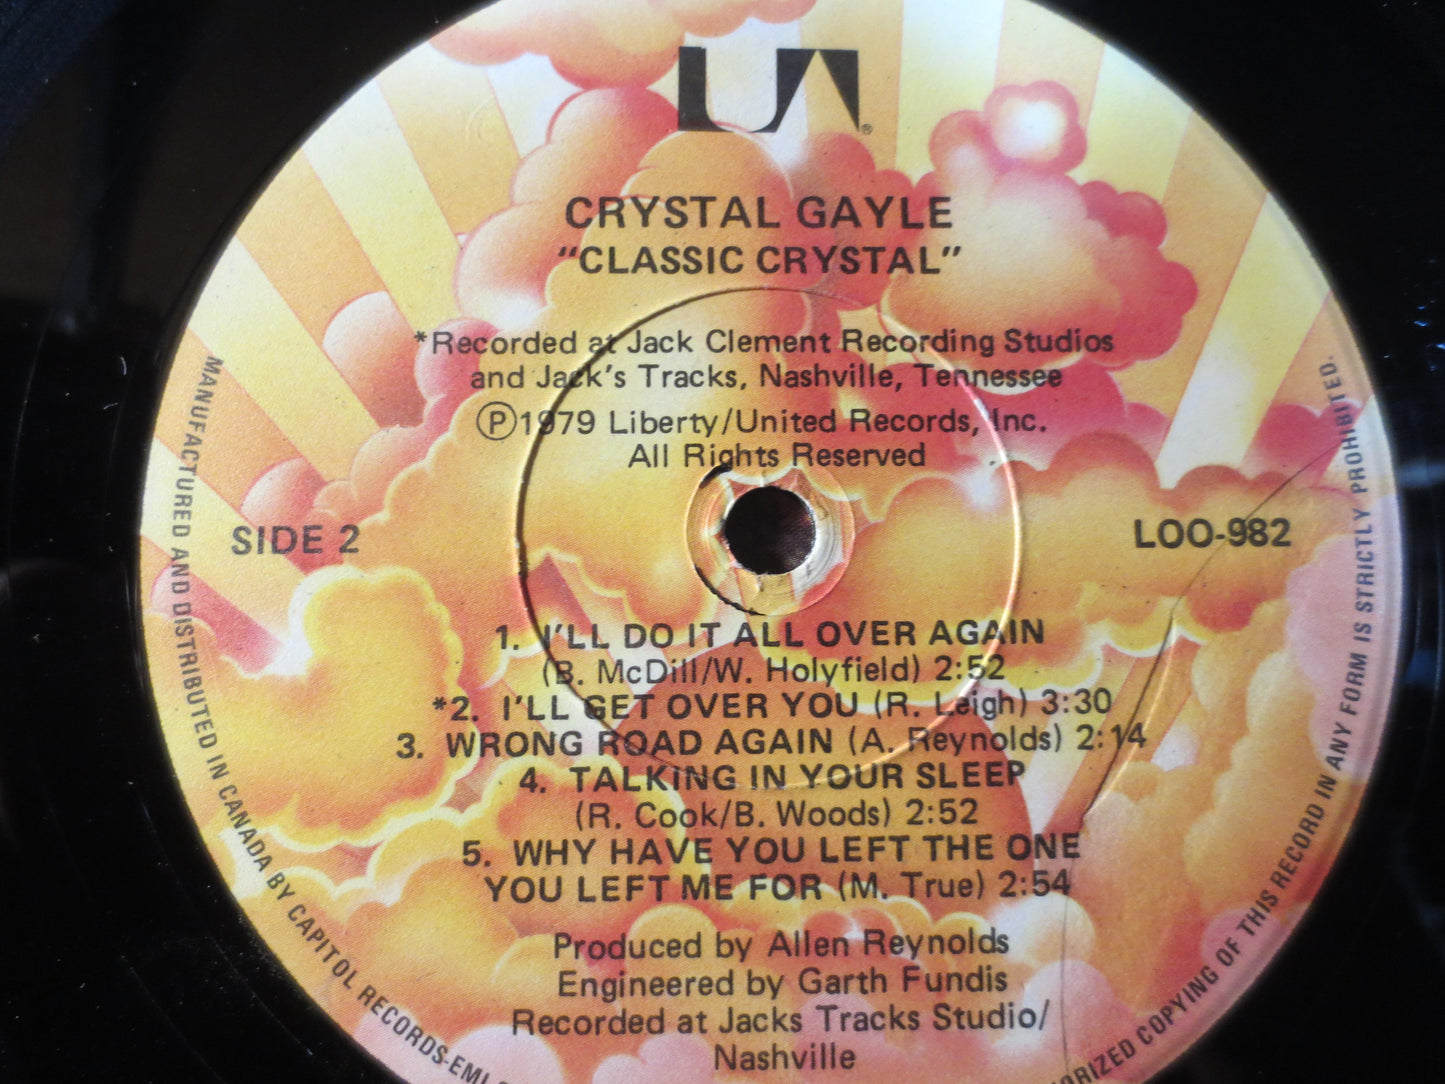 UA®
CRYSTAL GAYLE
"CLASSIC CRYSTAL"
*Recorded at Jack Clement Recording Studios
and Jack's Tracks, Nashville, Tennessee
Ⓟ1979 Liberty/United Records, Inc.
All Rights Reserved
SIDE 2
LOO-982
1. I'LL DO IT ALL OVER AGAIN
(B. McDill/W. Holyfield) 2:52
*2. I'LL GET OVER YOU (R. Leigh) 3:30
3. WRONG ROAD AGAIN (A. Reynolds) 2:14
4. TALKING IN YOUR SLEEP
(R. Cook/B. Woods) 2:52
5. WHY HAVE YOU LEFT THE ONE
YOU LEFT ME FOR (M. True) 2:54
Produced by Allen Reynolds
Engineered by Garth Fundis
Recorded at Jacks Tracks Studio/
Nashville
MANUFACTURED AND DISTRIBUTED IN CANADA BY CAPITOL RECORDS-EMI
COPYING OF THIS RECORD IN ANY FORM IS STRICTLY PROHIBITED.